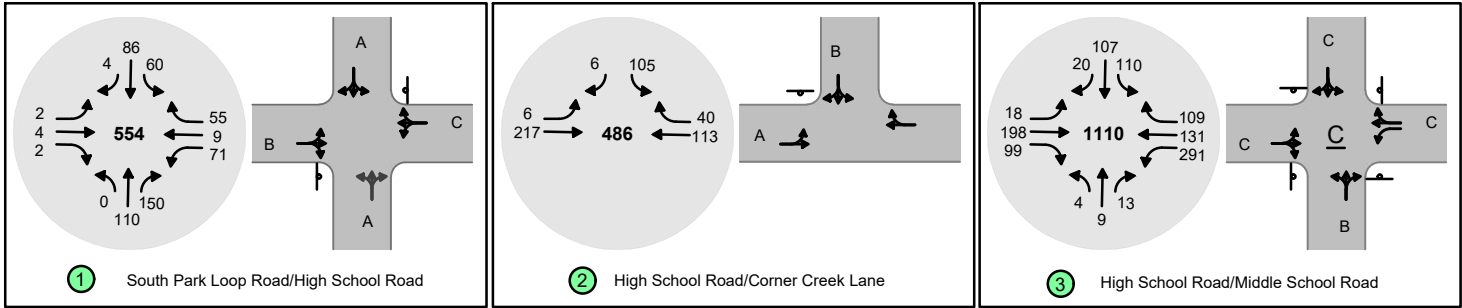 86
4 60
2
4
2
554
55
9
71
0 150
110
A
B
C
A
1 South Park Loop Road/High School Road
6 105
6
217
486
40
113
B
A
2 High School Road/Corner Creek Lane
107
20 110
18
198
99
1110
109
131
291
4 13
9
C
C
C
C
B
3 High School Road/Middle School Road